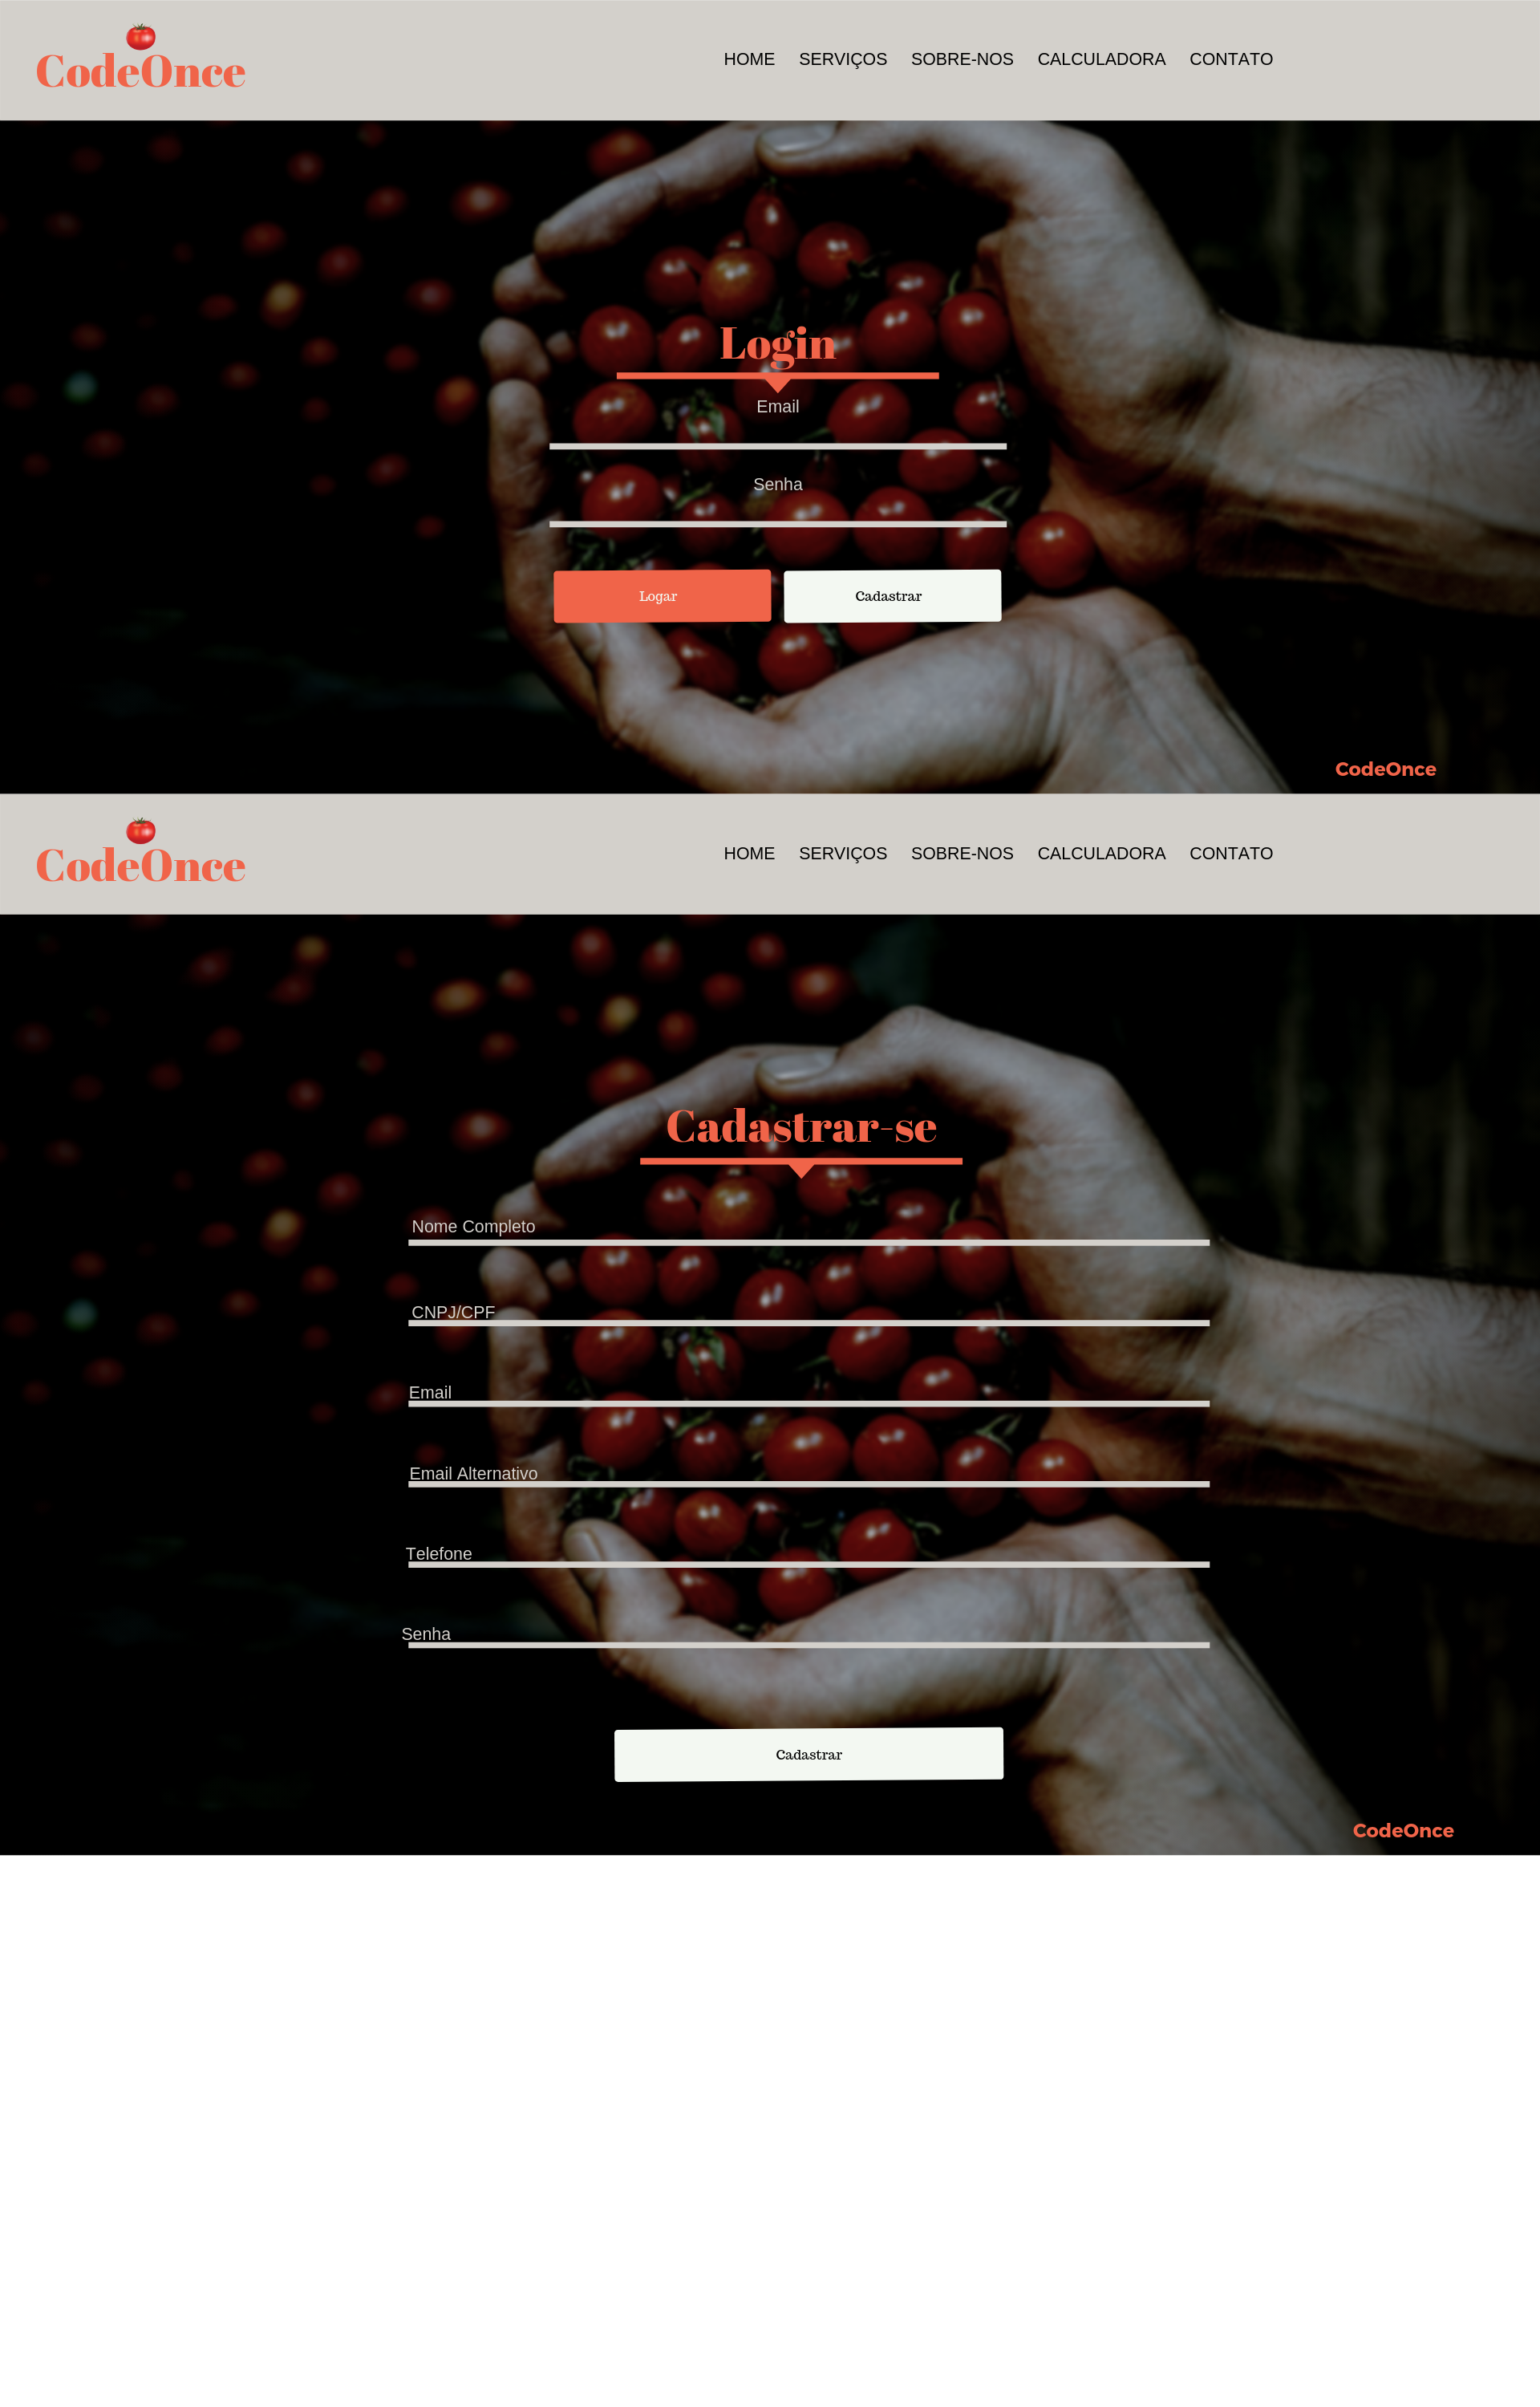 CodeOnce
HOME SERVIÇOS SOBRE-NOS CALCULADORA CONTATO
Login
Email
Senha
Logar Cadastrar
CodeOnce
CodeOnce
HOME SERVIÇOS SOBRE-NOS CALCULADORA CONTATO
Cadastrar-se
Nome Completo
CNPJ/CPF
Email
Email Alternativo
Telefone
Senha
Cadastrar
CodeOnce